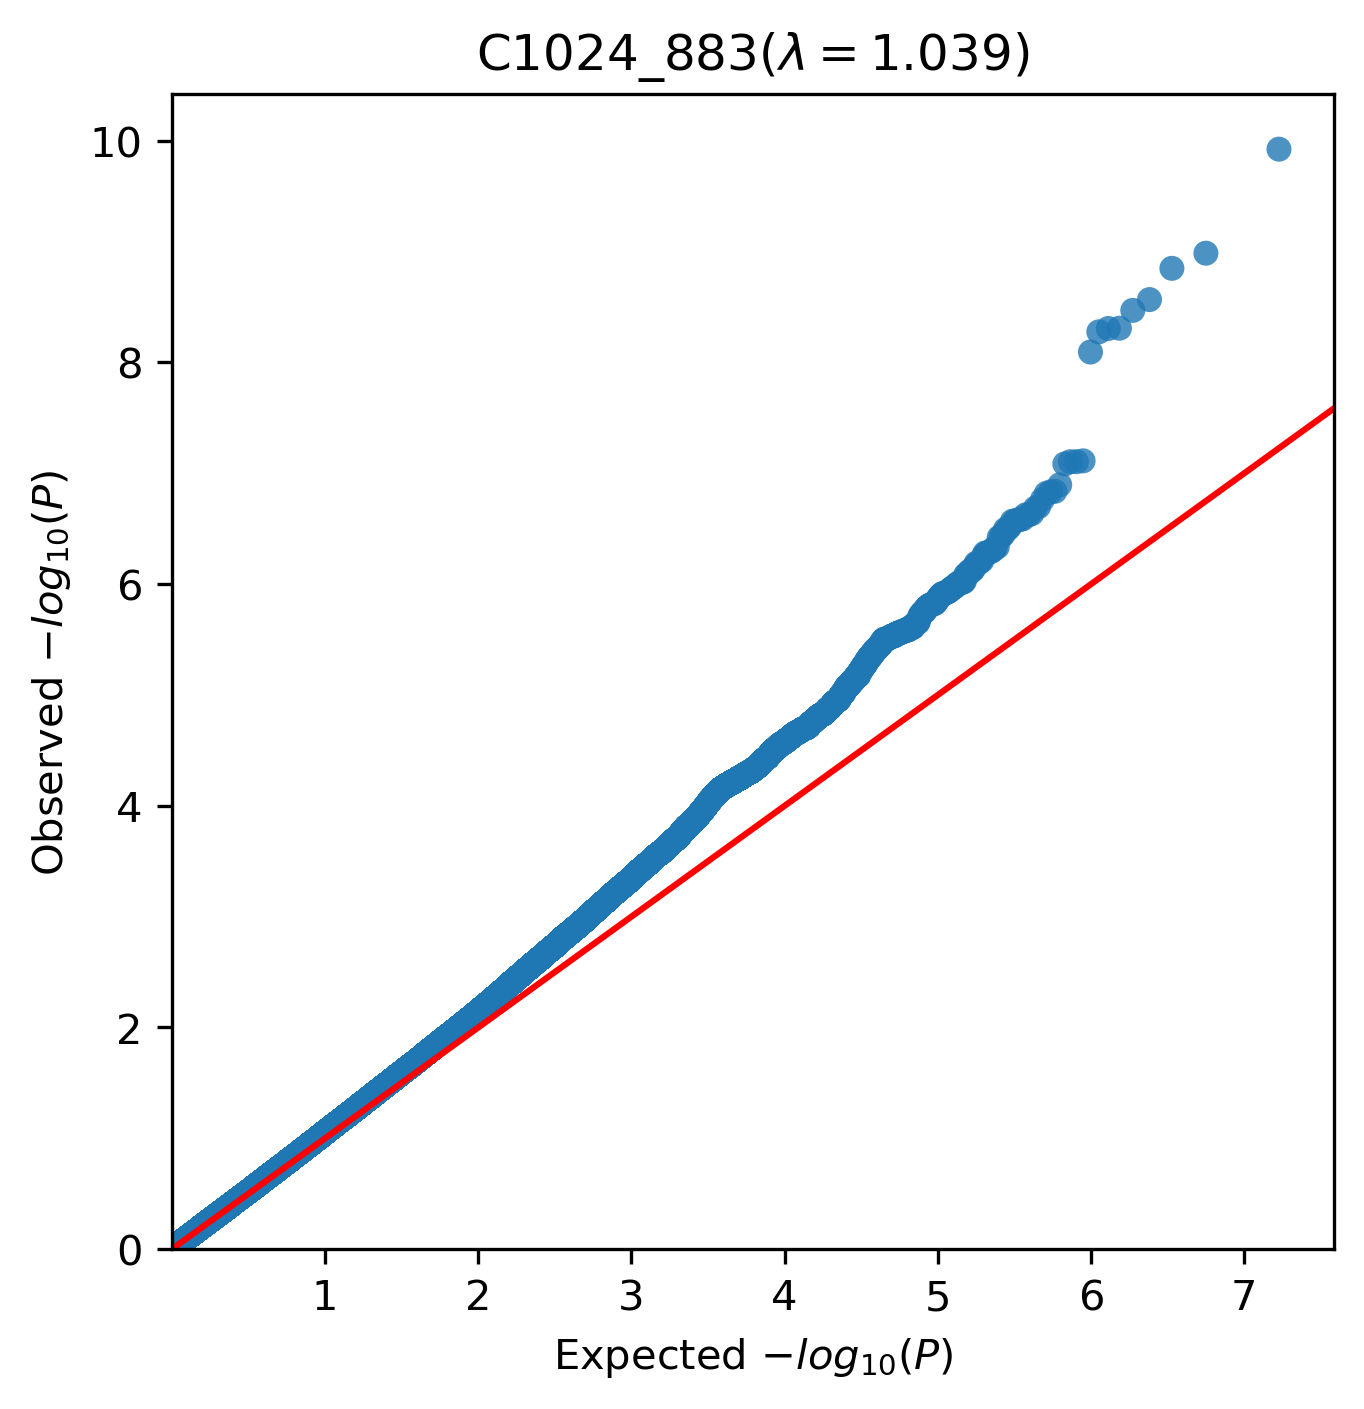 C1024_883(λ = 1.039)
10
8
6
4
2
0
Observed −log₁₀(P)
1 2 3 4 5 6 7
Expected −log₁₀(P)